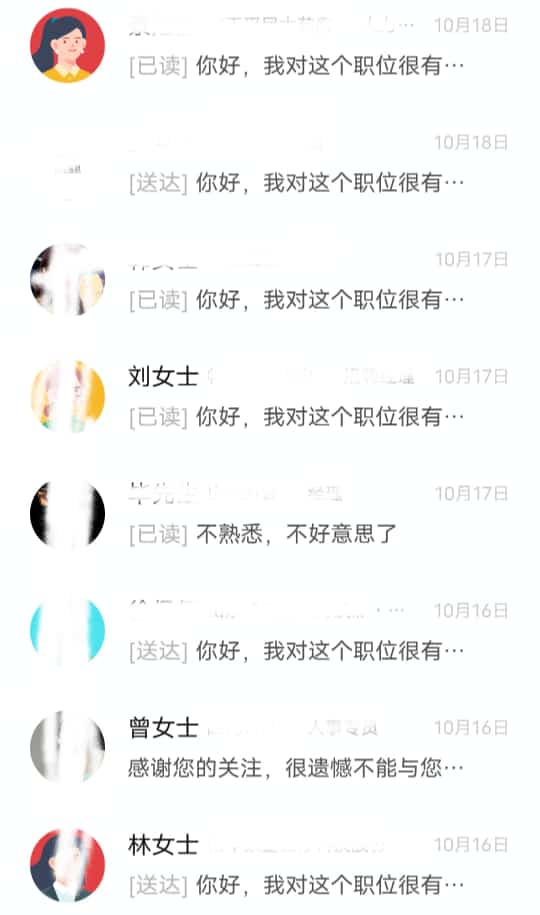 10月18日
[已读] 你好，我对这个职位很有…
10月18日
[送达] 你好，我对这个职位很有…
10月17日
[已读] 你好，我对这个职位很有…
刘女士 10月17日
[已读] 你好，我对这个职位很有…
10月17日
[已读] 不熟悉，不好意思了
10月16日
[送达] 你好，我对这个职位很有…
曾女士 人事专员 10月16日
感谢您的关注，很遗憾不能与您…
林女士 10月16日
[送达] 你好，我对这个职位很有…